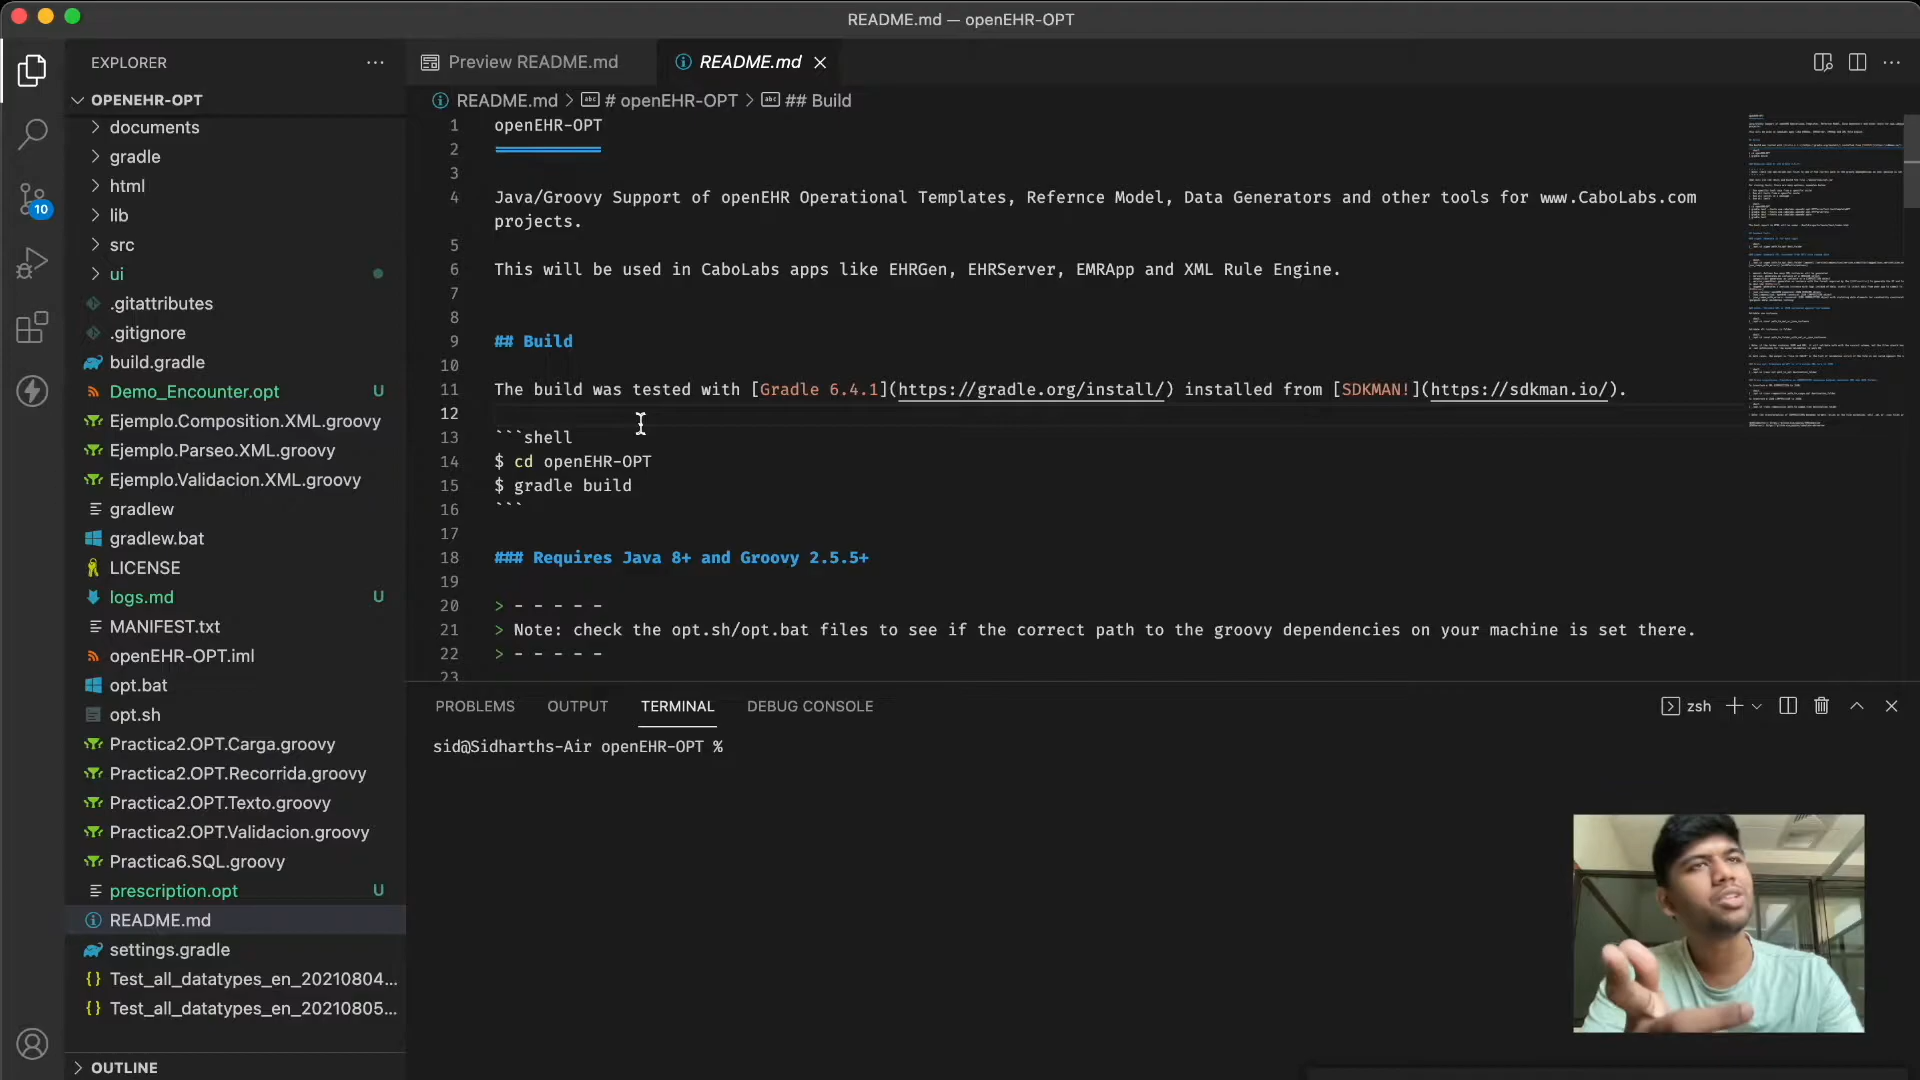 README.md — openEHR-OPT
EXPLORER
Preview README.md
README.md
OPENEHR-OPT
README.md > # openEHR-OPT > ## Build
documents
gradle
html
lib
src
ui
.gitattributes
.gitignore
build.gradle
Demo_Encounter.opt U
Ejemplo.Composition.XML.groovy
Ejemplo.Parseo.XML.groovy
Ejemplo.Validacion.XML.groovy
gradlew
gradlew.bat
LICENSE
logs.md U
MANIFEST.txt
openEHR-OPT.iml
opt.bat
opt.sh
Practica2.OPT.Carga.groovy
Practica2.OPT.Recorrida.groovy
Practica2.OPT.Texto.groovy
Practica2.OPT.Validacion.groovy
Practica6.SQL.groovy
prescription.opt U
README.md
settings.gradle
Test_all_datatypes_en_20210804...
Test_all_datatypes_en_20210805...
OUTLINE
10
1 openEHR-OPT
2 ===========
3
4 Java/Groovy Support of openEHR Operational Templates, Refernce Model, Data Generators and other tools for www.CaboLabs.com
projects.
5
6 This will be used in CaboLabs apps like EHRGen, EHRServer, EMRApp and XML Rule Engine.
7
8
9 ## Build
10
11 The build was tested with [Gradle 6.4.1](https://gradle.org/install/) installed from [SDKMAN!](https://sdkman.io/).
12
13 ```shell
14 $ cd openEHR-OPT
15 $ gradle build
16 ```
17
18 ### Requires Java 8+ and Groovy 2.5.5+
19
20 > - - - - -
21 > Note: check the opt.sh/opt.bat files to see if the correct path to the groovy dependencies on your machine is set there.
22 > - - - - -
23
PROBLEMS OUTPUT TERMINAL DEBUG CONSOLE
zsh
sid@Sidharths-Air openEHR-OPT %